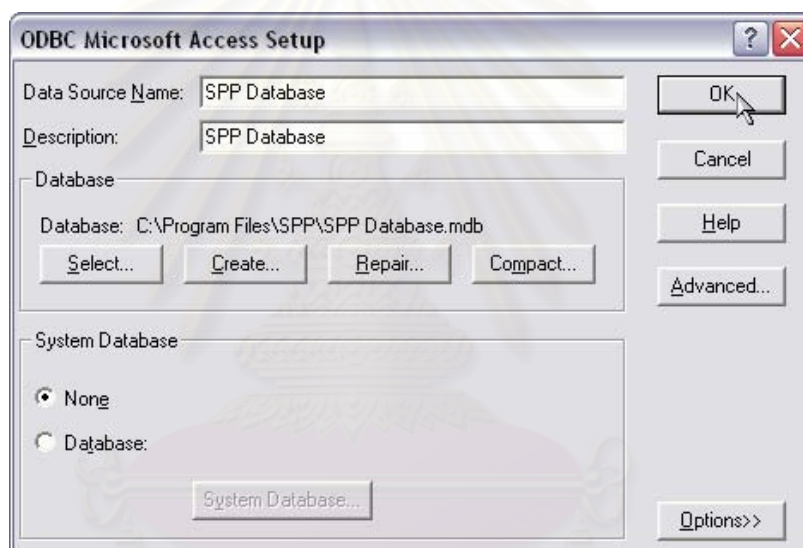 ODBC Microsoft Access Setup
Data Source Name: SPP Database
OK
Description: SPP Database
Cancel
Database
Database: C:\Program Files\SPP\SPP Database.mdb
Help
Select... Create... Repair... Compact...
Advanced...
System Database
None
Database:
System Database...
Options>>